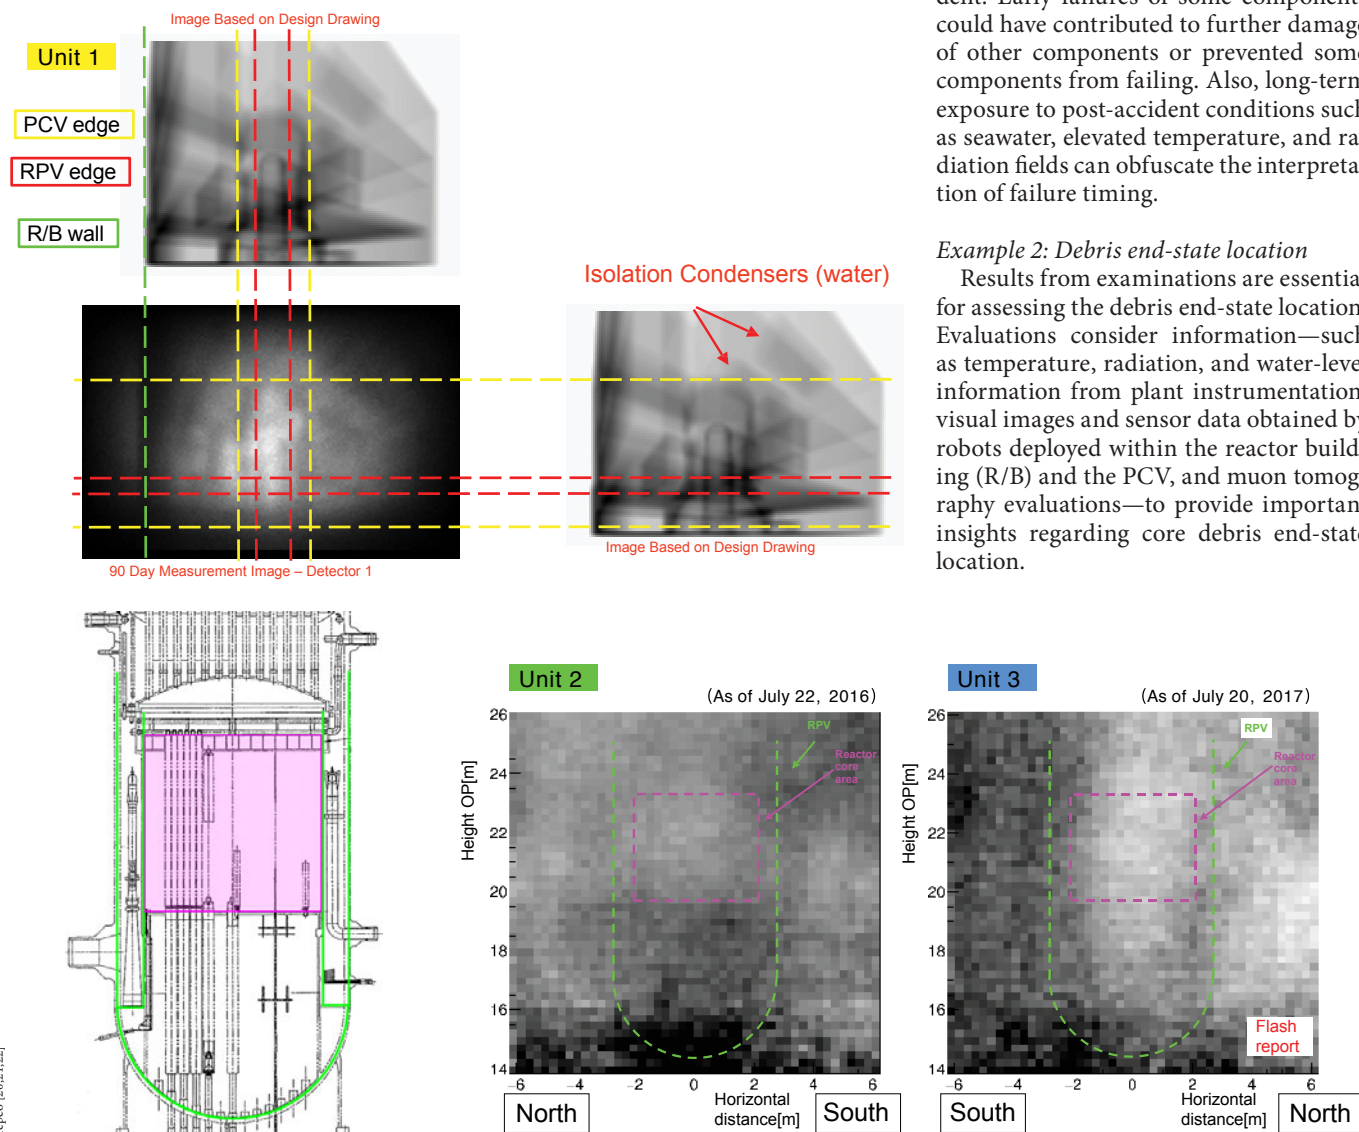 Image Based on Design Drawing
Unit 1
PCV edge
RPV edge
R/B wall
Isolation Condensers (water)
Image Based on Design Drawing
90 Day Measurement Image – Detector 1
could have contributed to further damage
of other components or prevented some
components from failing. Also, long-term
exposure to post-accident conditions such
as seawater, elevated temperature, and ra
diation fields can obfuscate the interpreta
tion of failure timing.
Example 2: Debris end-state location
Results from examinations are essentia
for assessing the debris end-state location
Evaluations consider information—such
as temperature, radiation, and water-leve
information from plant instrumentation
visual images and sensor data obtained by
robots deployed within the reactor build
ing (R/B) and the PCV, and muon tomog
raphy evaluations—to provide importan
insights regarding core debris end-state
location.
Unit 2
(As of July 22, 2016)
Height OP[m]
26
24
22
20
18
16
14
RPV
Reactor
core
area
−6 −4 −2 0 2 4 6
Horizontal
distance[m]
North
South
Unit 3
(As of July 20, 2017)
Height OP[m]
26
24
22
20
18
16
14
RPV
Reactor
core
area
Flash
report
−6 −4 −2 0 2 4 6
Horizontal
distance[m]
South
North